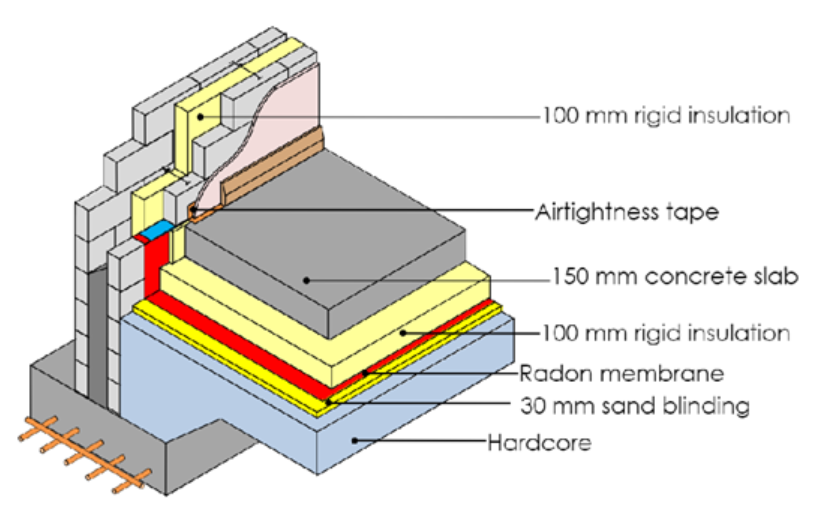 100 mm rigid insulation
Airtightness tape
150 mm concrete slab
100 mm rigid insulation
Radon membrane
30 mm sand blinding
Hardcore